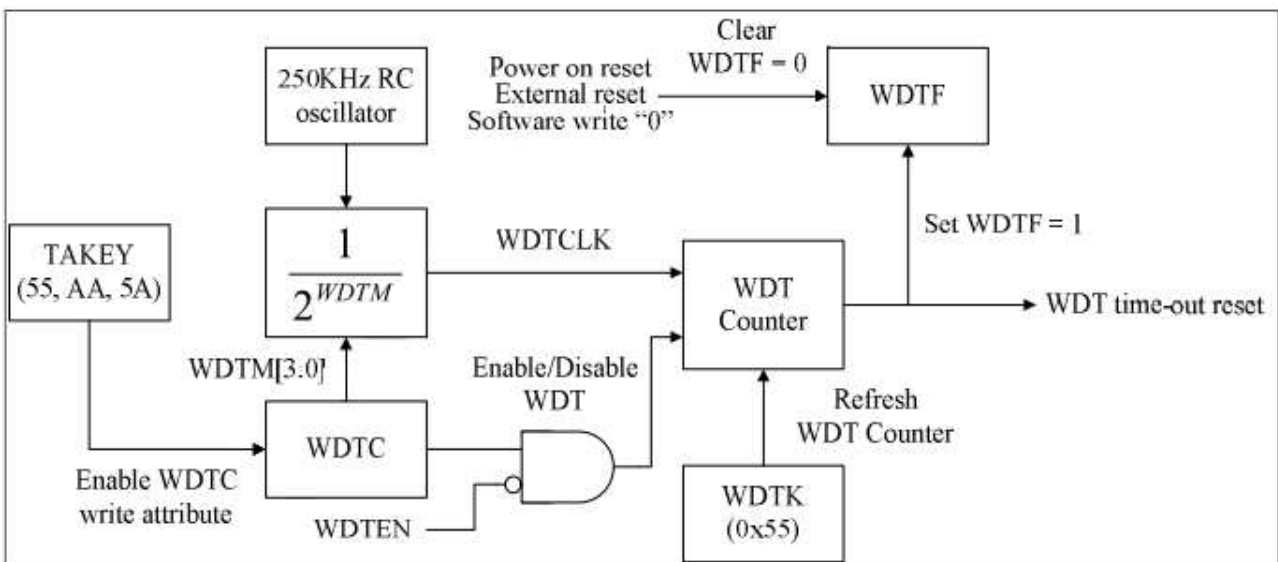 Clear
WDTF = 0
Power on reset
External reset
Software write “0”
WDTF
250KHz RC
oscillator
Set WDTF = 1
TAKEY
(55, AA, 5A)
1
2^WDTM
WDTCLK
WDT
Counter
WDT time-out reset
WDTM[3.0]
Enable/Disable
WDT
Refresh
WDT Counter
WDTC
Enable WDTC
write attribute
WDTEN
WDTK
(0x55)